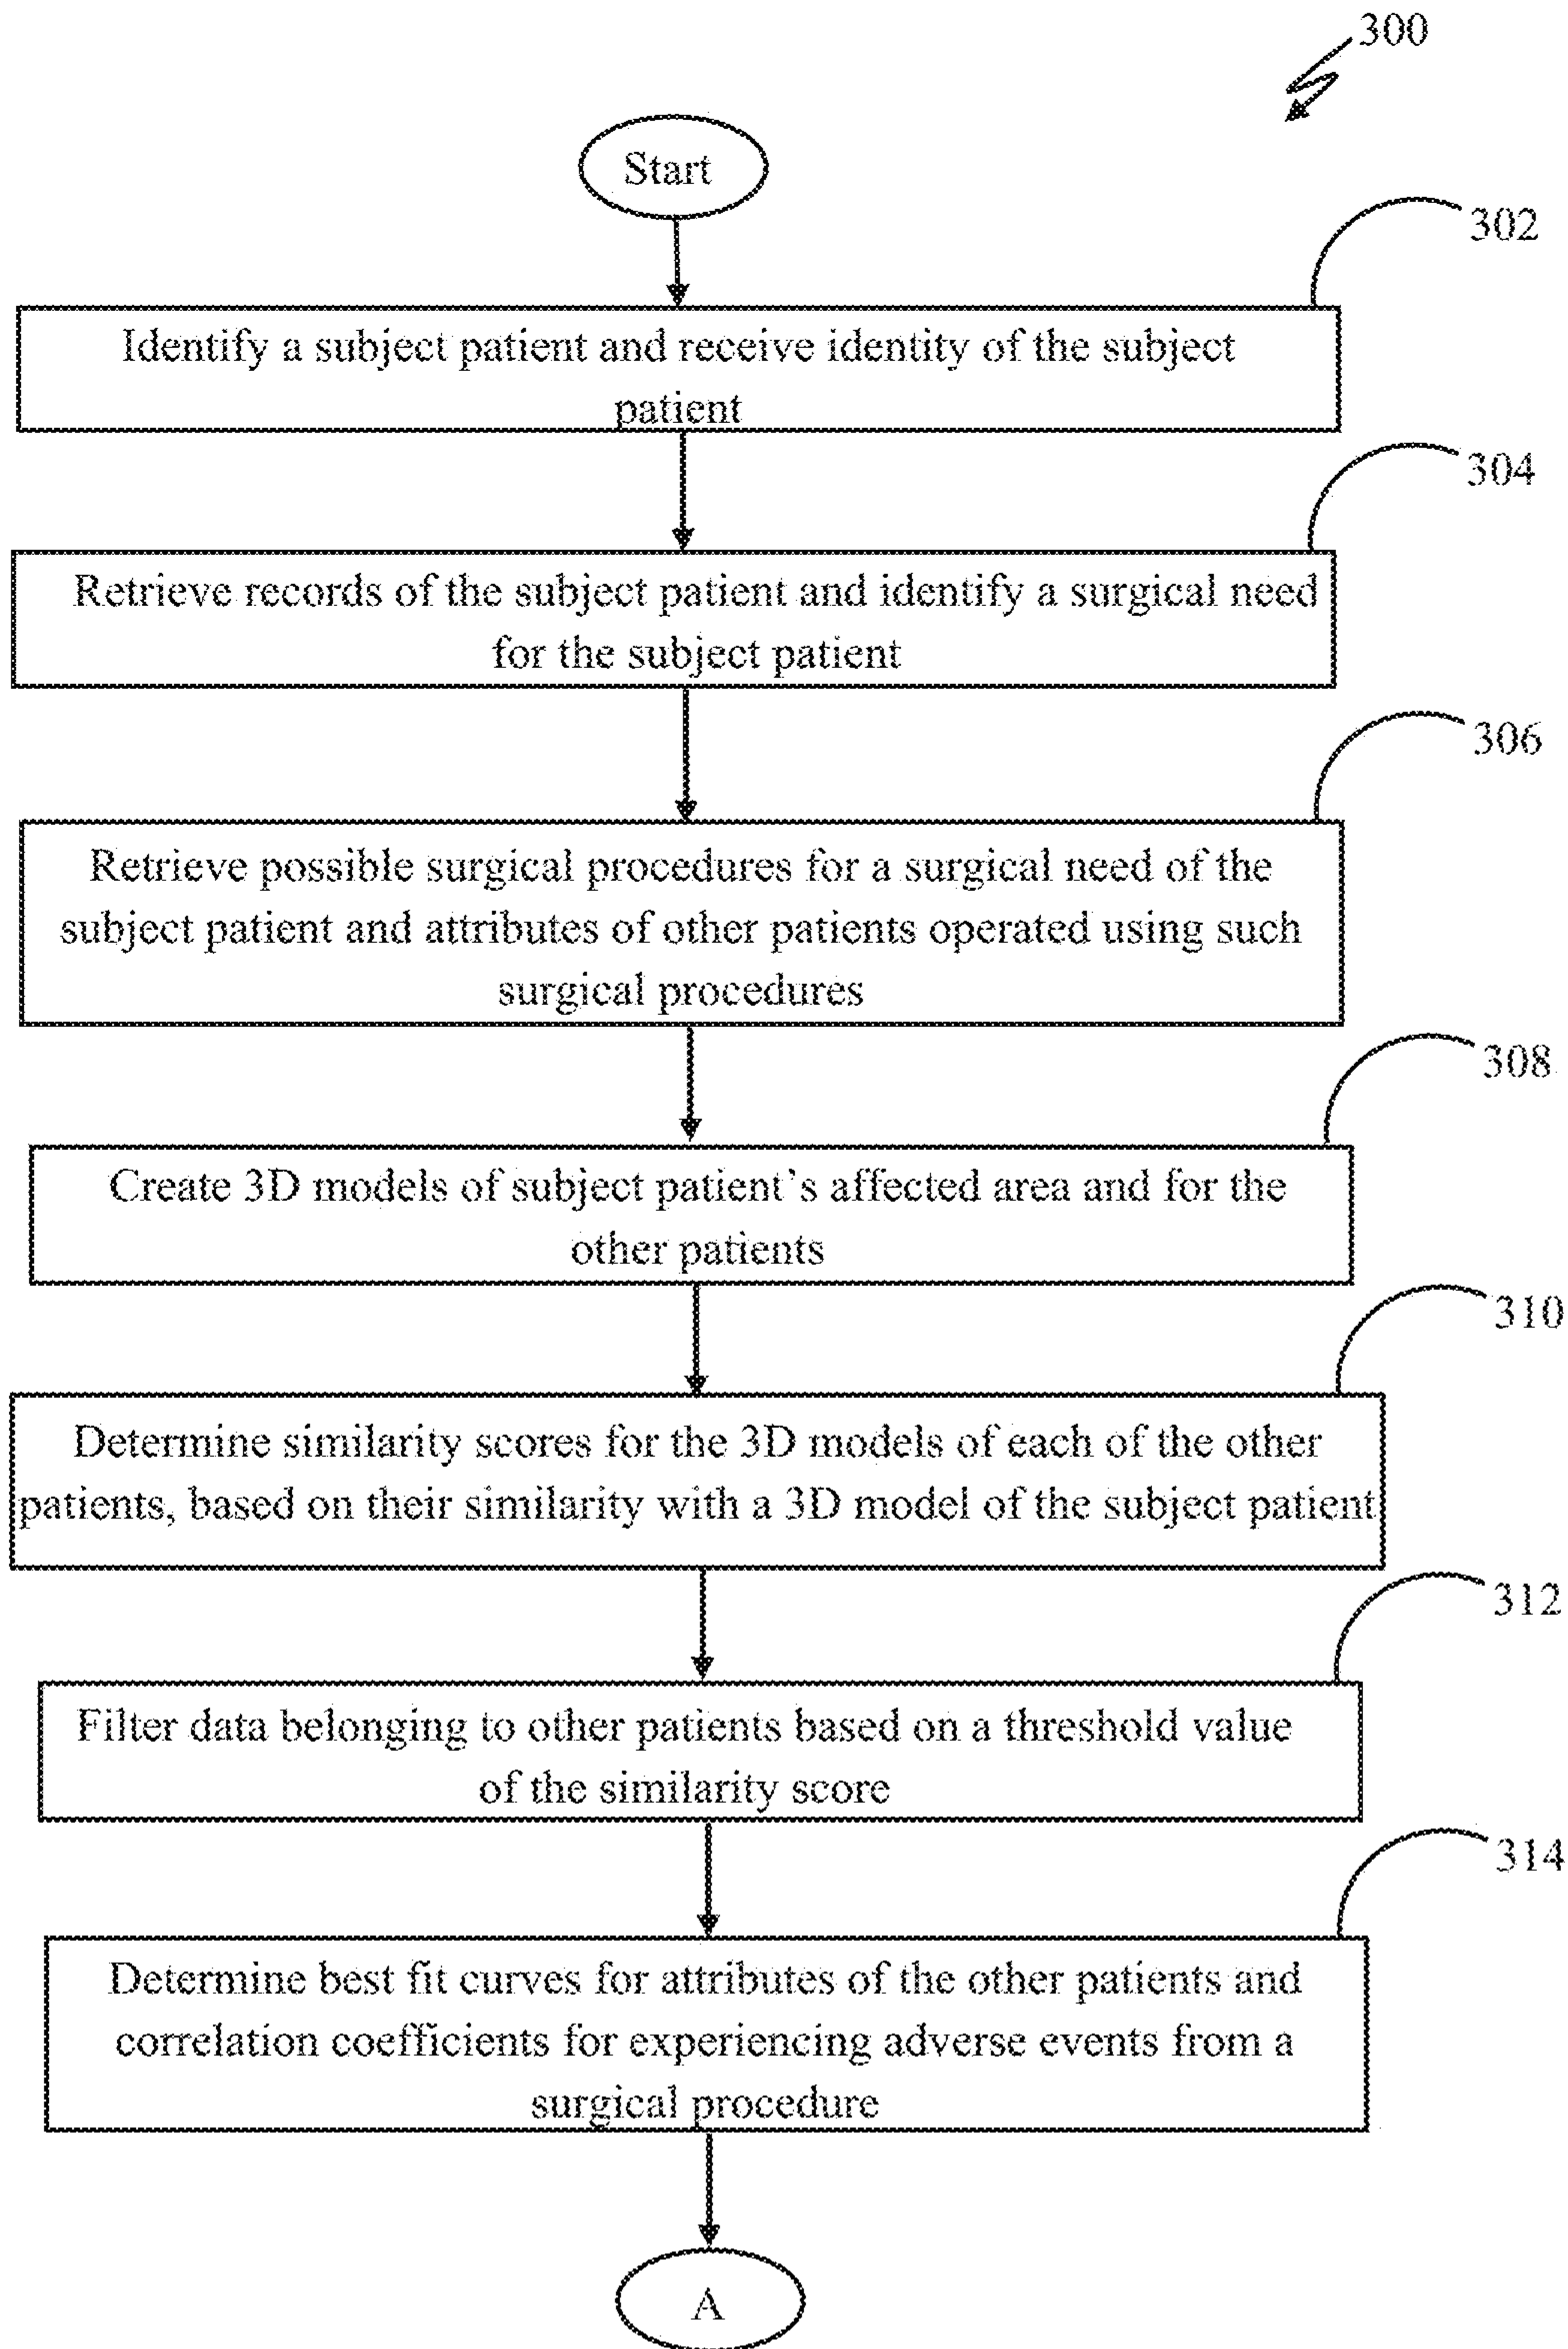 300
Start
302
Identify a subject patient and receive identity of the subject
patient
304
Retrieve records of the subject patient and identify a surgical need
for the subject patient
306
Retrieve possible surgical procedures for a surgical need of the
subject patient and attributes of other patients operated using such
surgical procedures
308
Create 3D models of subject patient's affected area and for the
other patients
310
Determine similarity scores for the 3D models of each of the other
patients, based on their similarity with a 3D model of the subject patient
312
Filter data belonging to other patients based on a threshold value
of the similarity score
314
Determine best fit curves for attributes of the other patients and
correlation coefficients for experiencing adverse events from a
surgical procedure
A